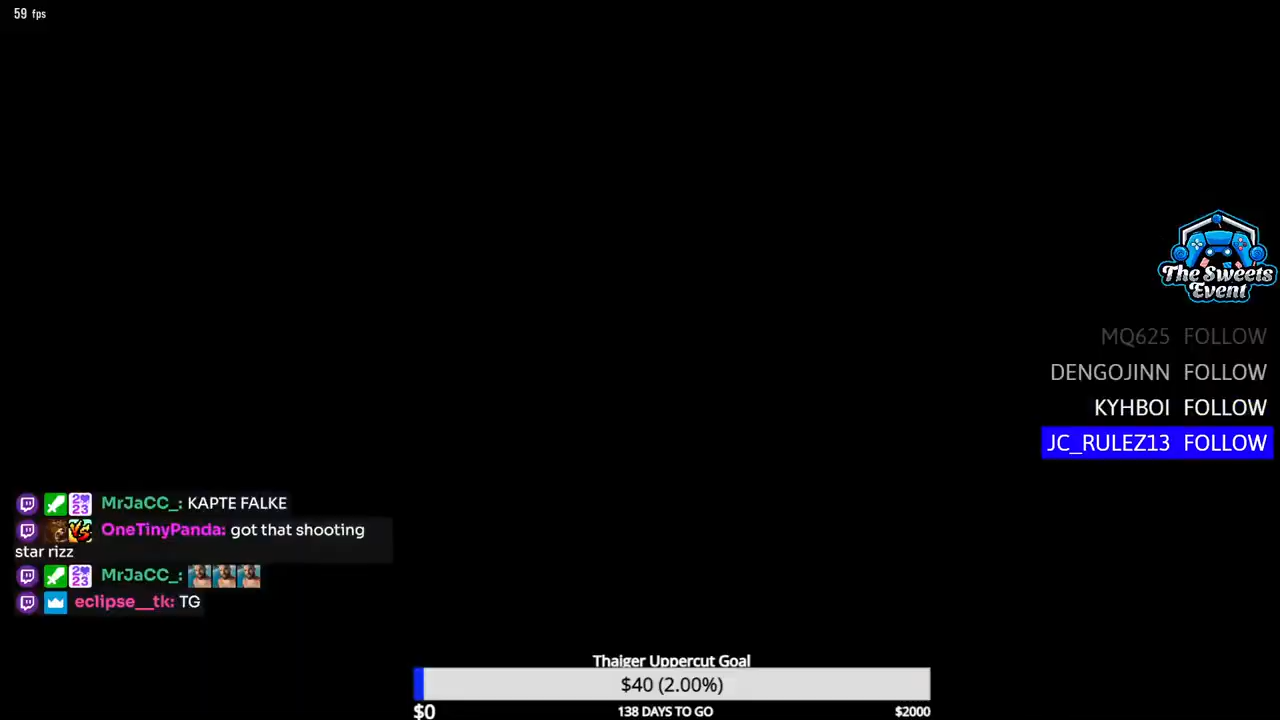 59 fps
The Sweets
Event
MQ625 FOLLOW
DENGOJINN FOLLOW
KYHBOI FOLLOW
JC_RULEZ13 FOLLOW
MrJaCC_: KAPTE FALKE
OneTinyPanda: got that shooting
star rizz
MrJaCC_:
eclipse__tk: TG
Thaiger Uppercut Goal
$40 (2.00%)
$0 138 DAYS TO GO $2000